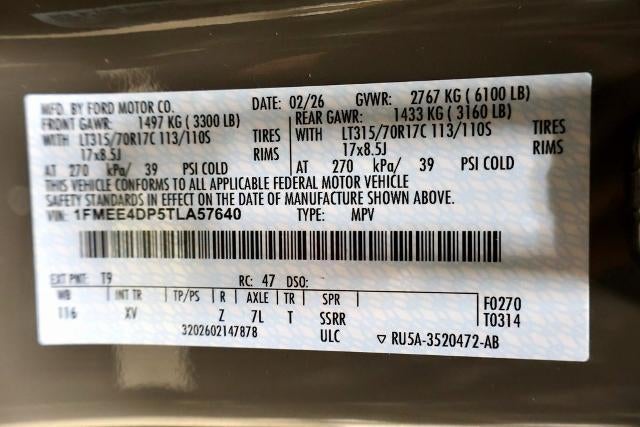 MFD. BY FORD MOTOR CO. DATE: 02/26 GVWR: 2767 KG (6100 LB)
FRONT GAWR: 1497 KG (3300 LB) REAR GAWR: 1433 KG (3160 LB)
WITH LT315/70R17C 113/110S TIRES WITH LT315/70R17C 113/110S TIRES
17x8.5J RIMS 17x8.5J RIMS
AT 270 kPa/ 39 PSI COLD AT 270 kPa/ 39 PSI COLD
THIS VEHICLE CONFORMS TO ALL APPLICABLE FEDERAL MOTOR VEHICLE
SAFETY STANDARDS IN EFFECT ON THE DATE OF MANUFACTURE SHOWN ABOVE.
VIN: 1FMEE4DP5TLA57640 TYPE: MPV
EXT PNT: T9 RC: 47 DSO:
WB INT TR TP/PS R AXLE TR SPR F0270
116 XV Z 7L T SSRR T0314
3202602147878 ULC ▽ RU5A-3520472-AB